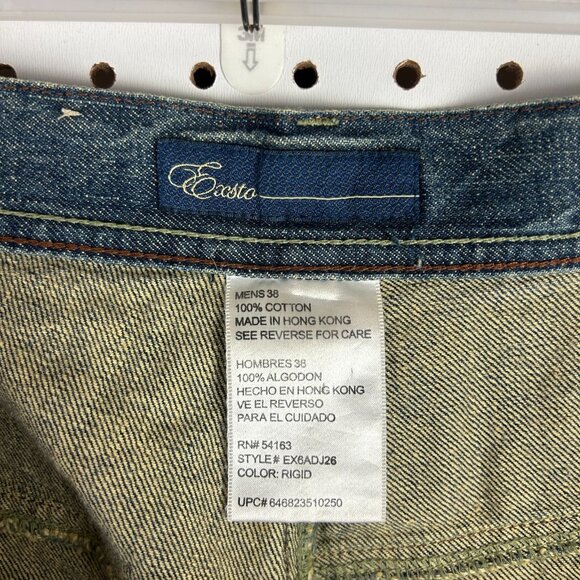 3M
Exsto
MENS 38
100% COTTON
MADE IN HONG KONG
SEE REVERSE FOR CARE
HOMBRES 38
100% ALGODON
HECHO EN HONG KONG
VE EL REVERSO
PARA EL CUIDADO
RN# 54163
STYLE# EX6ADJ26
COLOR: RIGID
UPC# 646823510250